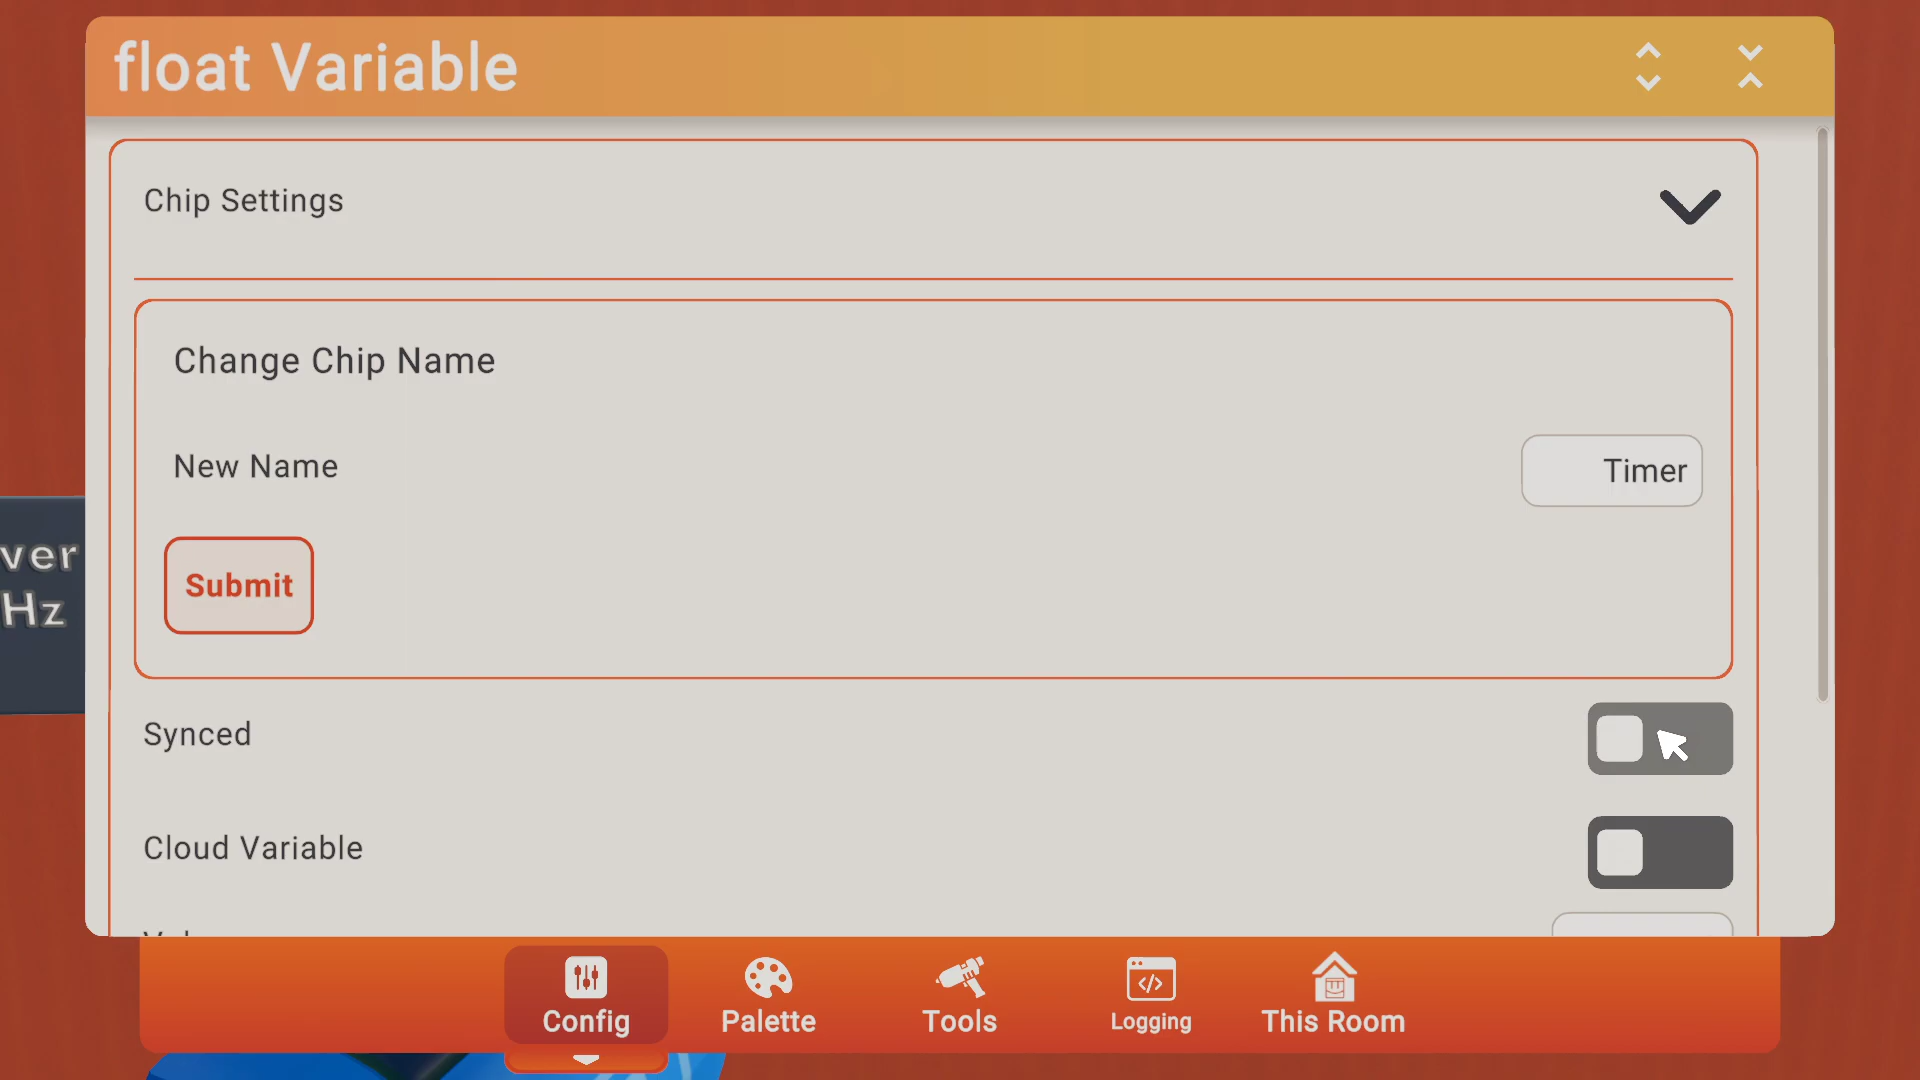 float Variable
Chip Settings
Change Chip Name
New Name
Timer
Submit
Synced
Cloud Variable
ver
Hz
Config
Palette
Tools
Logging
This Room